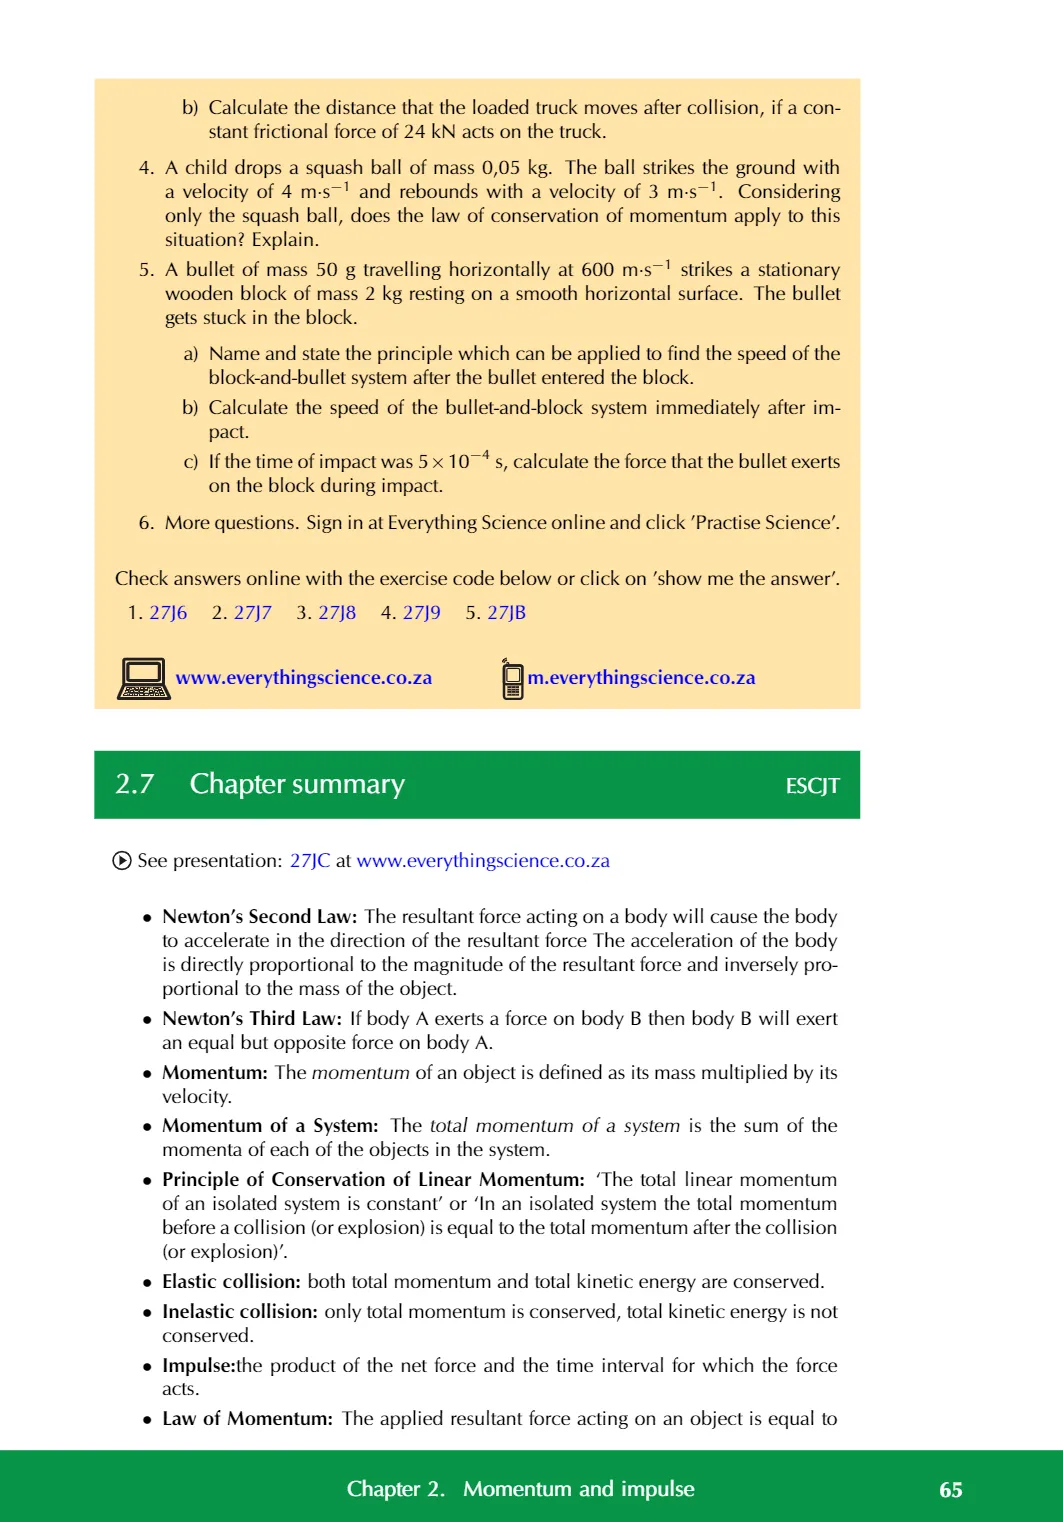 b) Calculate the distance that the loaded truck moves after collision, if a con-
stant frictional force of 24 kN acts on the truck.
4. A child drops a squash ball of mass 0,05 kg. The ball strikes the ground with
a velocity of 4 m·s⁻¹ and rebounds with a velocity of 3 m·s⁻¹. Considering
only the squash ball, does the law of conservation of momentum apply to this
situation? Explain.
5. A bullet of mass 50 g travelling horizontally at 600 m·s⁻¹ strikes a stationary
wooden block of mass 2 kg resting on a smooth horizontal surface. The bullet
gets stuck in the block.
a) Name and state the principle which can be applied to find the speed of the
block-and-bullet system after the bullet entered the block.
b) Calculate the speed of the bullet-and-block system immediately after im-
pact.
c) If the time of impact was 5 × 10⁻⁴ s, calculate the force that the bullet exerts
on the block during impact.
6. More questions. Sign in at Everything Science online and click ’Practise Science’.
Check answers online with the exercise code below or click on ’show me the answer’.
1. 27J6 2. 27J7 3. 27J8 4. 27J9 5. 27JB
www.everythingscience.co.za m.everythingscience.co.za
2.7 Chapter summary ESCJT
See presentation: 27JC at www.everythingscience.co.za
• Newton’s Second Law: The resultant force acting on a body will cause the body
to accelerate in the direction of the resultant force The acceleration of the body
is directly proportional to the magnitude of the resultant force and inversely pro-
portional to the mass of the object.
• Newton’s Third Law: If body A exerts a force on body B then body B will exert
an equal but opposite force on body A.
• Momentum: The momentum of an object is defined as its mass multiplied by its
velocity.
• Momentum of a System: The total momentum of a system is the sum of the
momenta of each of the objects in the system.
• Principle of Conservation of Linear Momentum: ‘The total linear momentum
of an isolated system is constant’ or ‘In an isolated system the total momentum
before a collision (or explosion) is equal to the total momentum after the collision
(or explosion)’.
• Elastic collision: both total momentum and total kinetic energy are conserved.
• Inelastic collision: only total momentum is conserved, total kinetic energy is not
conserved.
• Impulse:the product of the net force and the time interval for which the force
acts.
• Law of Momentum: The applied resultant force acting on an object is equal to
Chapter 2. Momentum and impulse 65